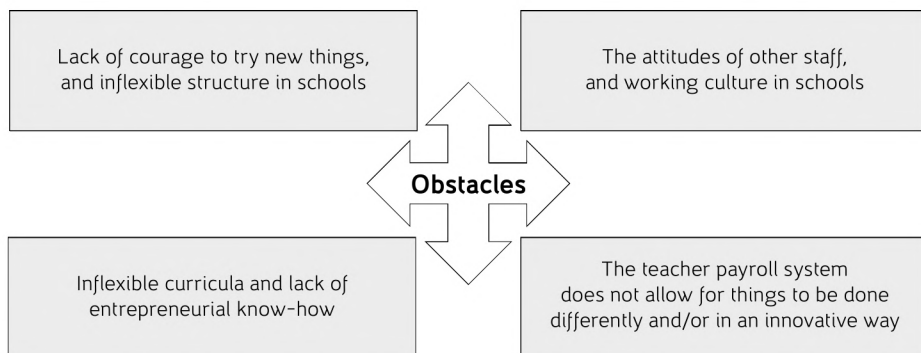 Lack of courage to try new things,
and inflexible structure in schools
The attitudes of other staff,
and working culture in schools
Obstacles
Inflexible curricula and lack of
entrepreneurial know-how
The teacher payroll system
does not allow for things to be done
differently and/or in an innovative way